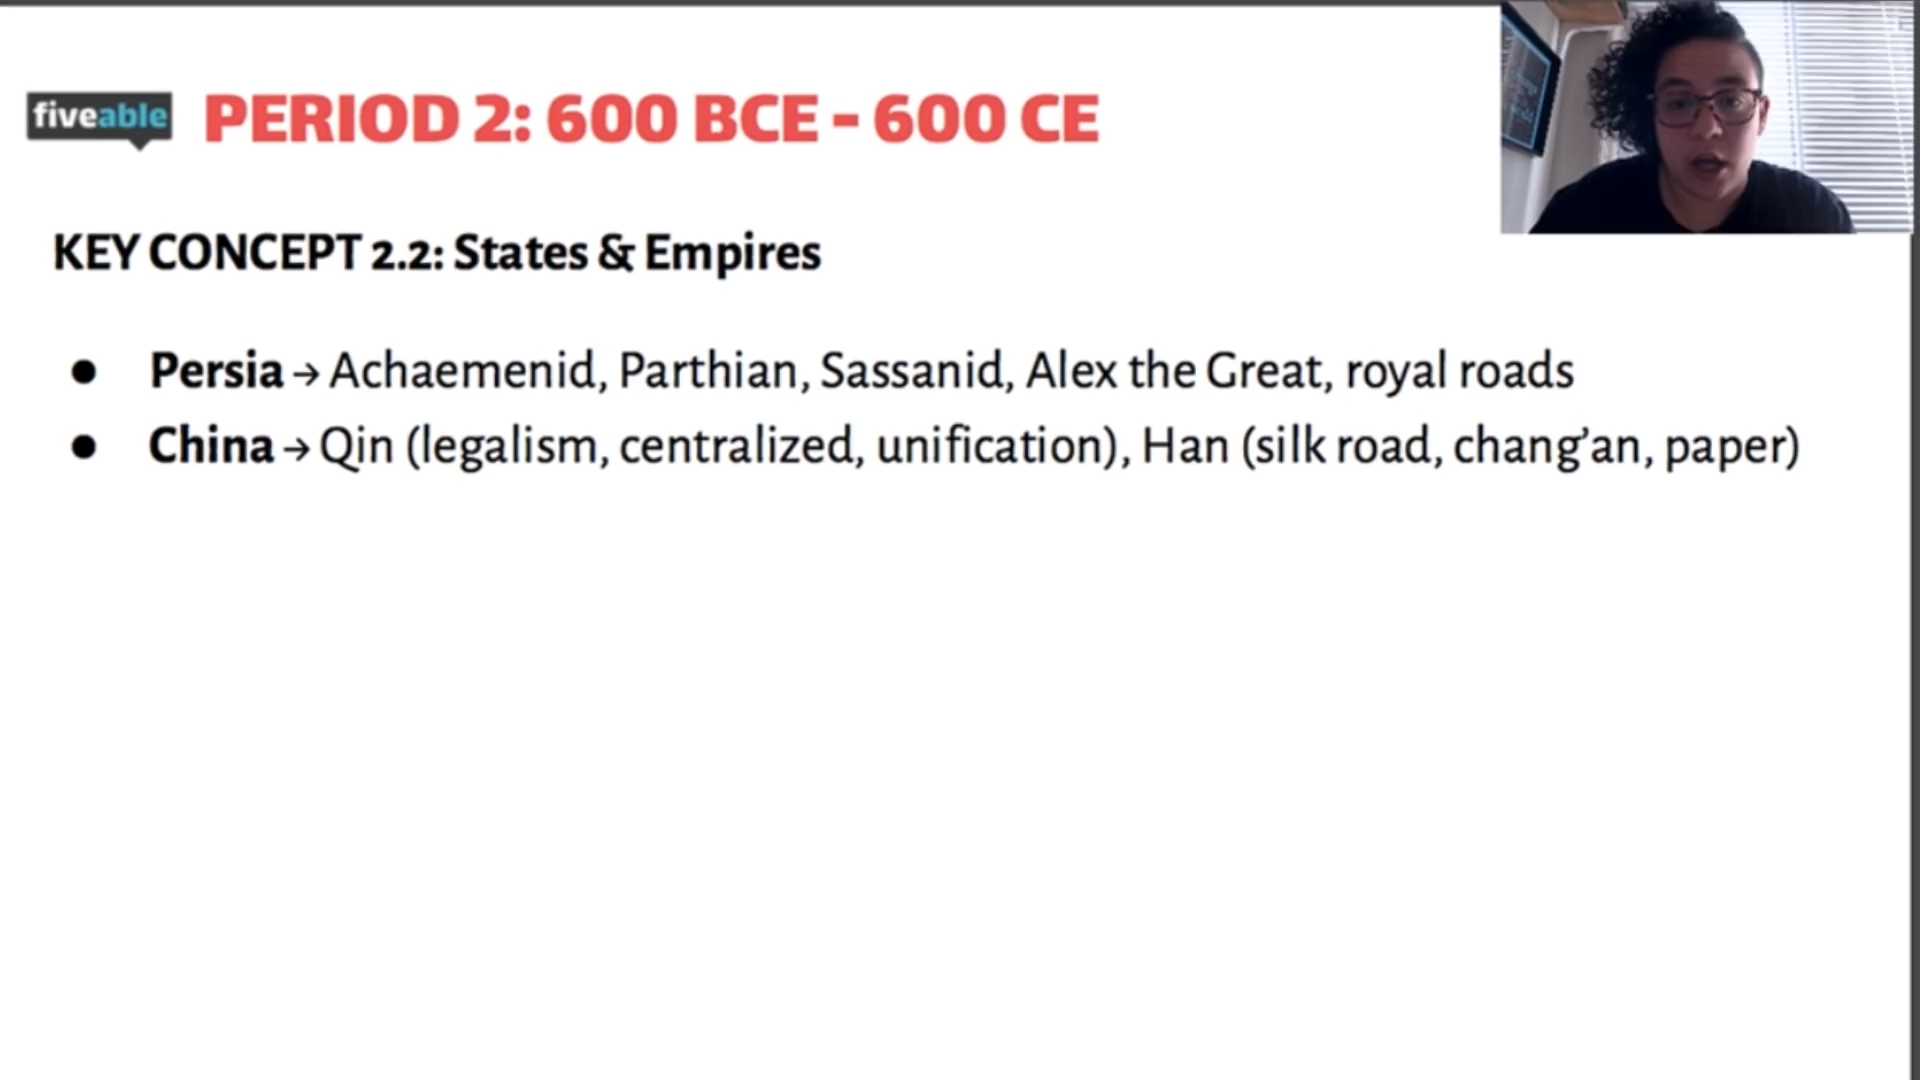 fiveable
PERIOD 2: 600 BCE - 600 CE
KEY CONCEPT 2.2: States & Empires
● Persia → Achaemenid, Parthian, Sassanid, Alex the Great, royal roads
● China → Qin (legalism, centralized, unification), Han (silk road, chang’an, paper)